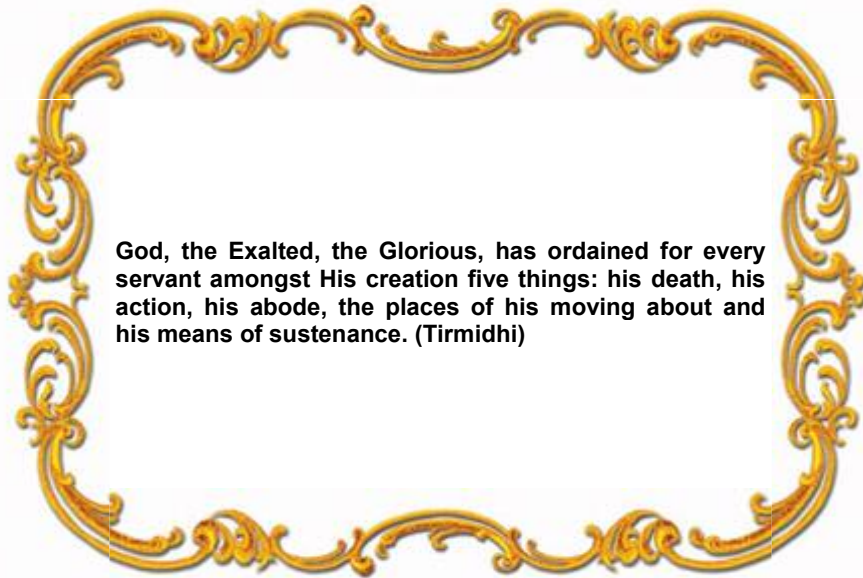 God, the Exalted, the Glorious, has ordained for every
servant amongst His creation five things: his death, his
action, his abode, the places of his moving about and
his means of sustenance. (Tirmidhi)